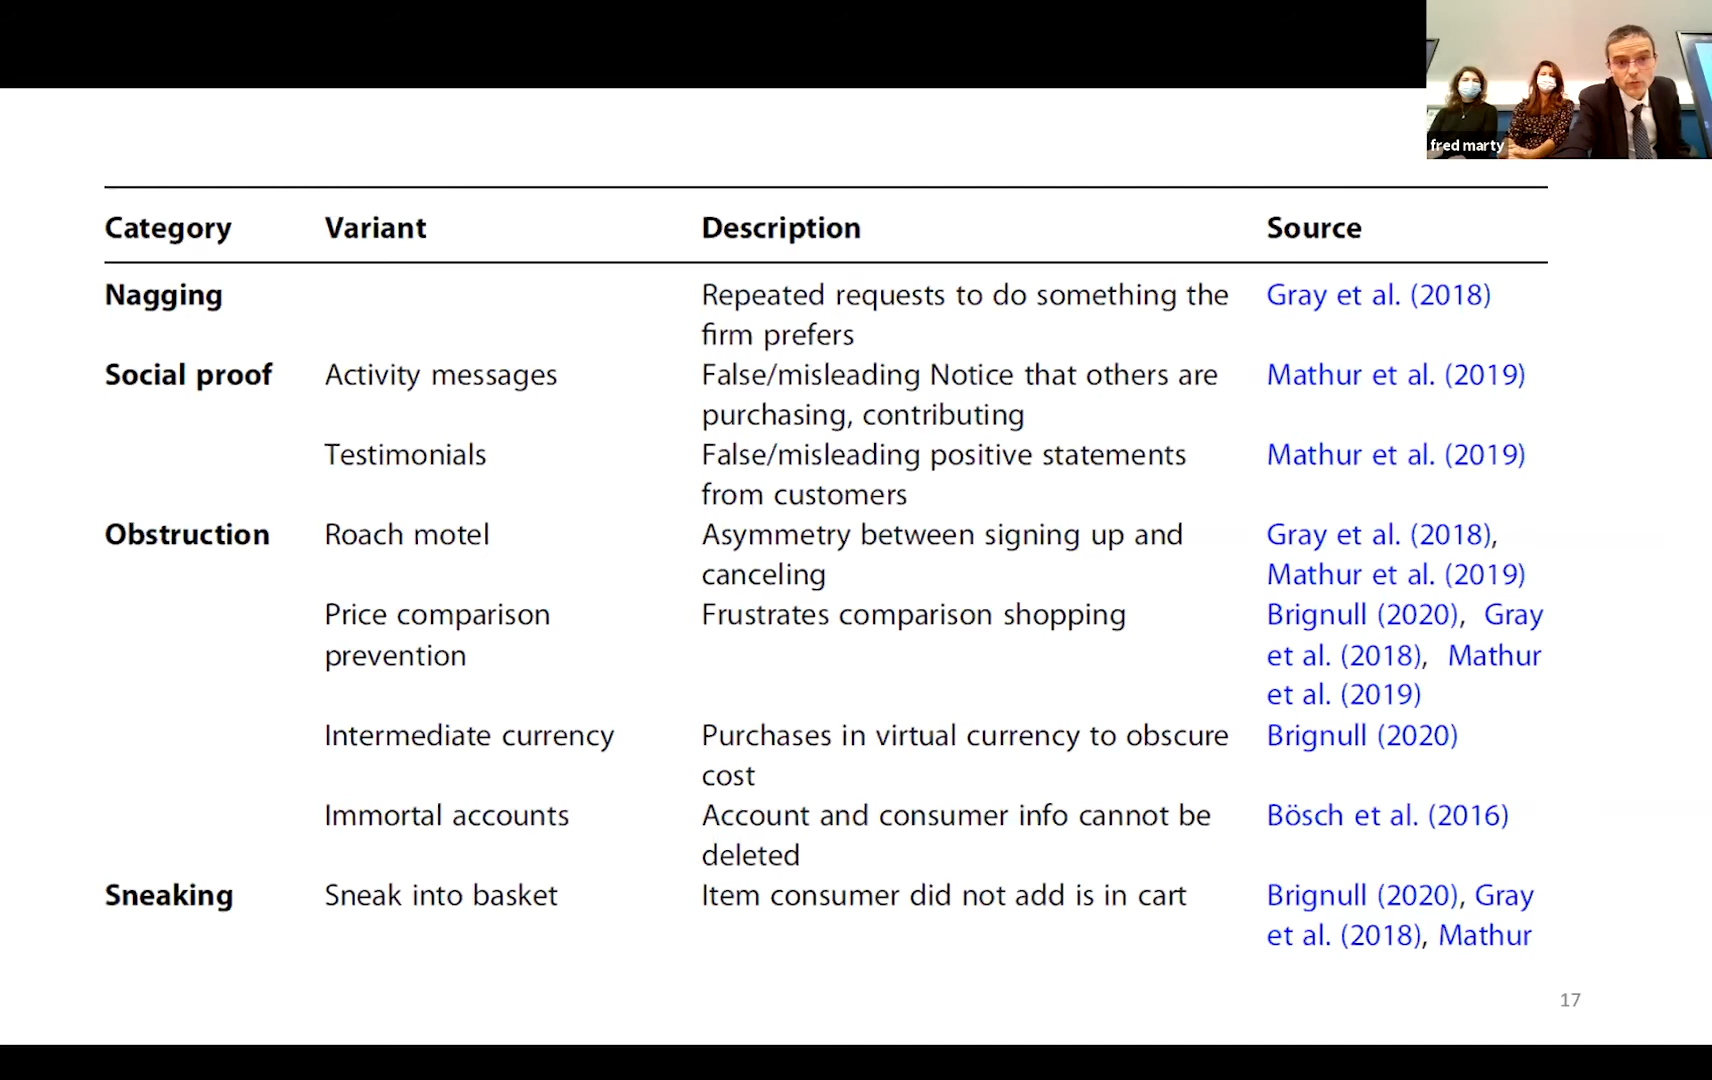 fred marty
Category Variant Description Source
Nagging Repeated requests to do something the Gray et al. (2018)
firm prefers
Social proof Activity messages False/misleading Notice that others are Mathur et al. (2019)
purchasing, contributing
Testimonials False/misleading positive statements Mathur et al. (2019)
from customers
Obstruction Roach motel Asymmetry between signing up and Gray et al. (2018),
canceling Mathur et al. (2019)
Price comparison Frustrates comparison shopping Brignull (2020), Gray
prevention et al. (2018), Mathur
et al. (2019)
Intermediate currency Purchases in virtual currency to obscure Brignull (2020)
cost
Immortal accounts Account and consumer info cannot be Bösch et al. (2016)
deleted
Sneaking Sneak into basket Item consumer did not add is in cart Brignull (2020), Gray
et al. (2018), Mathur
17